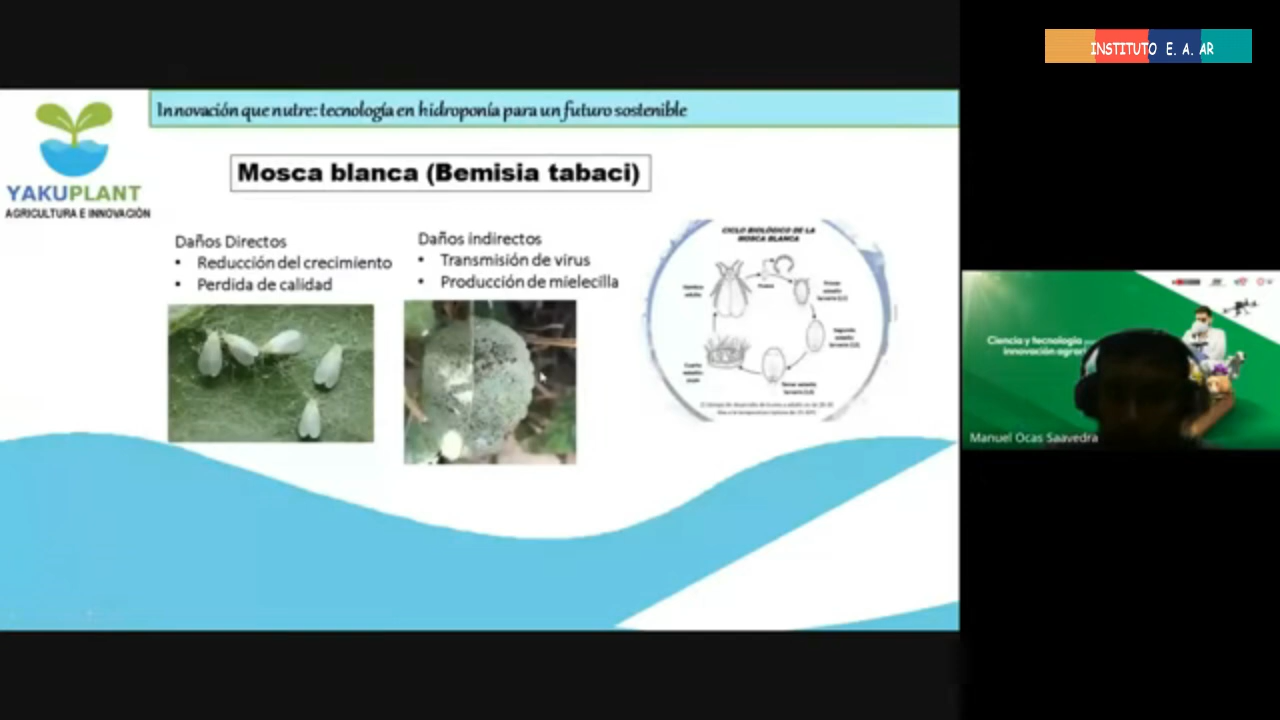 INSTITUTO E. A. AR
Innovación que nutre: tecnología en hidroponía para un futuro sostenible
YAKUPLANT
AGRICULTURA E INNOVACIÓN
Mosca blanca (Bemisia tabaci)
Daños Directos
• Reducción del crecimiento
• Perdida de calidad
Daños indirectos
• Transmisión de virus
• Producción de mielecilla
CICLO BIOLÓGICO DE LA
MOSCA BLANCA
Ciencia y tecnología
innovación
Manuel Ocas Saavedra